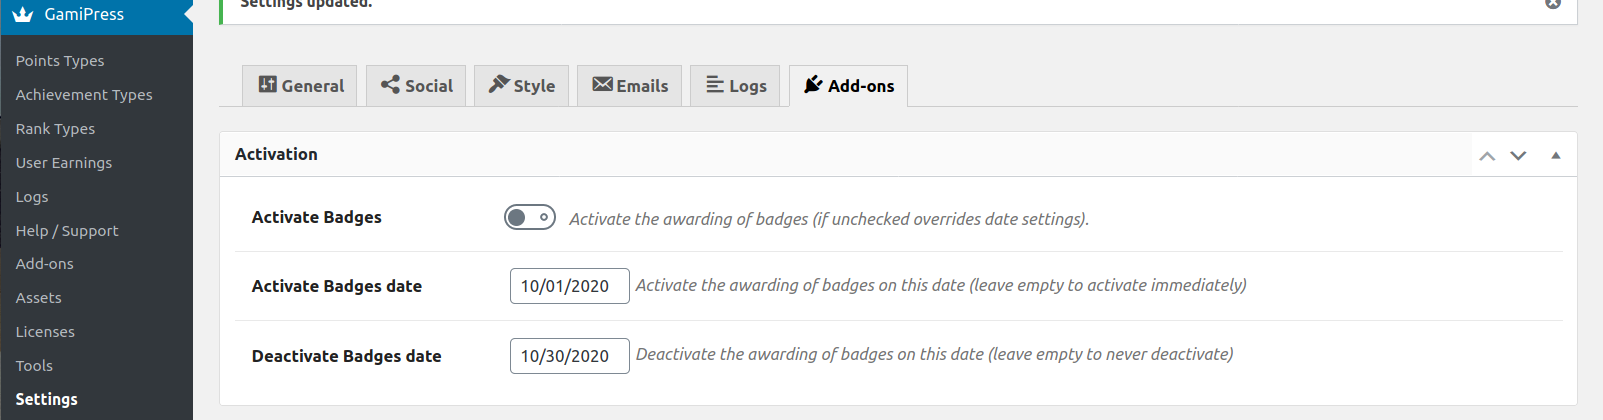 Settings updated.
GamiPress
Points Types
Achievement Types
Rank Types
User Earnings
Logs
Help / Support
Add-ons
Assets
Licenses
Tools
Settings
General Social Style Emails Logs Add-ons
Activation
Activate Badges Activate the awarding of badges (if unchecked overrides date settings).
Activate Badges date 10/01/2020 Activate the awarding of badges on this date (leave empty to activate immediately)
Deactivate Badges date 10/30/2020 Deactivate the awarding of badges on this date (leave empty to never deactivate)